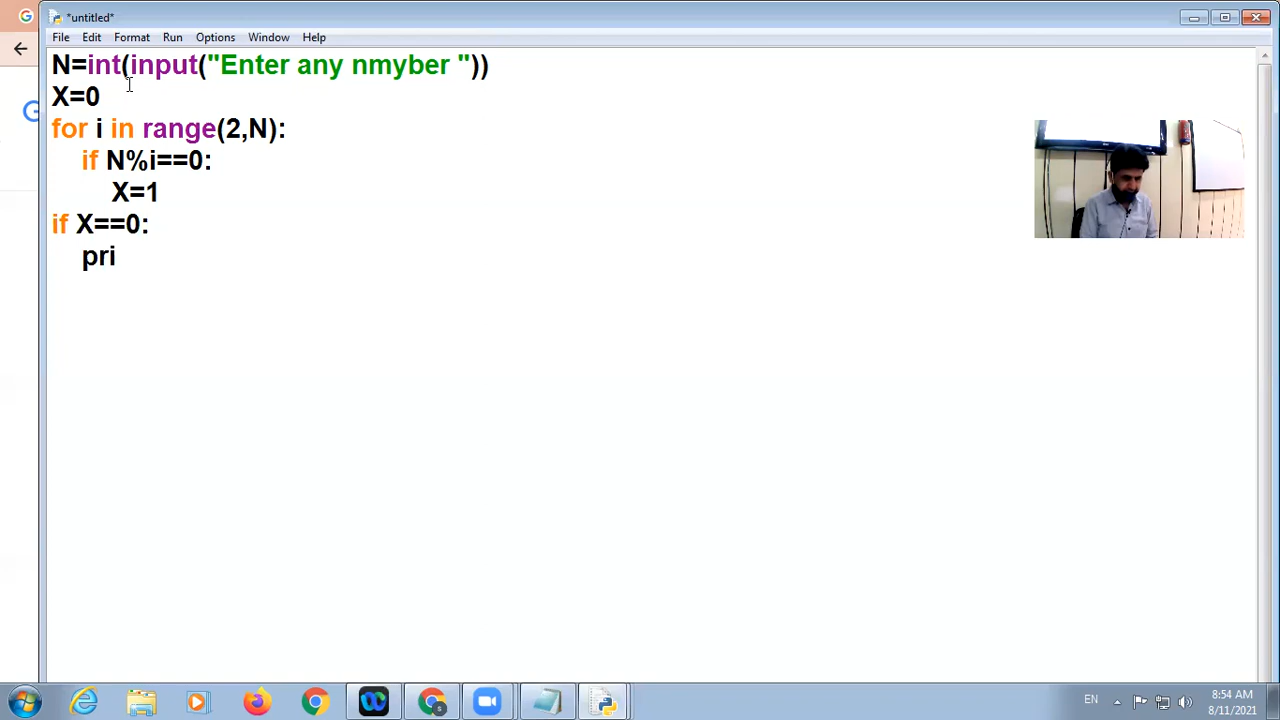 *untitled*
File Edit Format Run Options Window Help
N=int(input("Enter any nmyber "))
X=0
for i in range(2,N):
    if N%i==0:
        X=1
if X==0:
    pri
EN
8:54 AM
8/11/2021